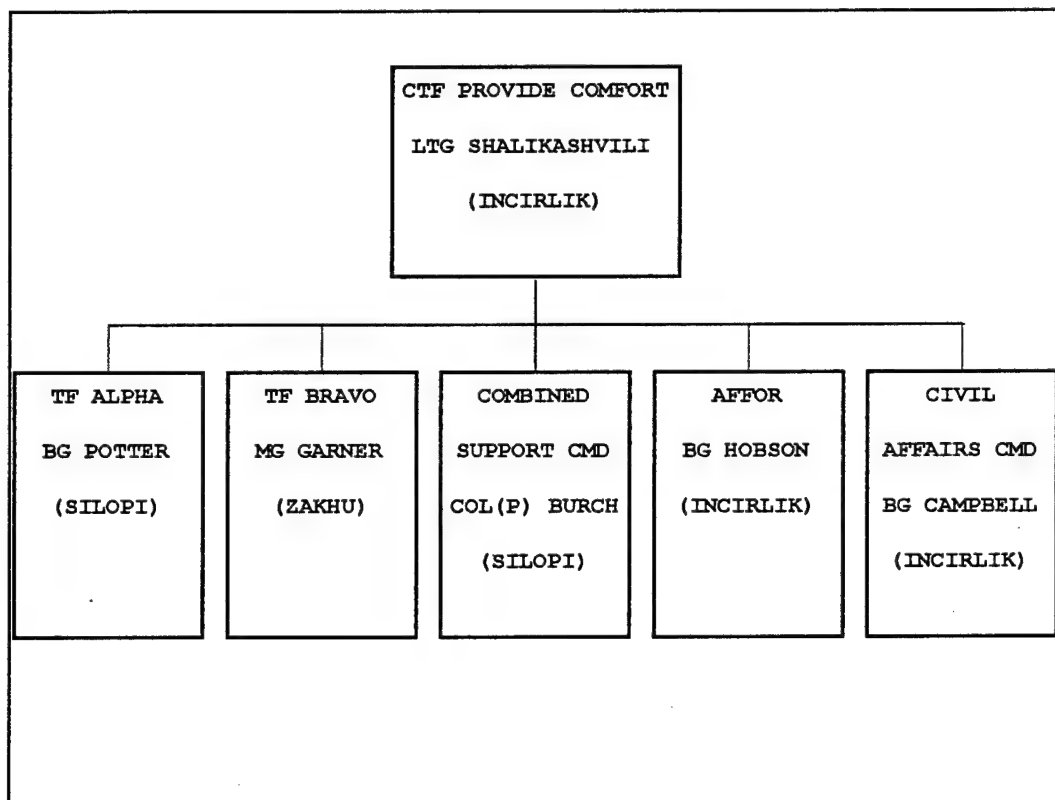 CTF PROVIDE COMFORT
LTG SHALIKASHVILI
(INCIRLIK)
TF ALPHA
BG POTTER
(SILOPI)
TF BRAVO
MG GARNER
(ZAKHU)
COMBINED
SUPPORT CMD
COL(P) BURCH
(SILOPI)
AFFOR
BG HOBSON
(INCIRLIK)
CIVIL
AFFAIRS CMD
BG CAMPBELL
(INCIRLIK)